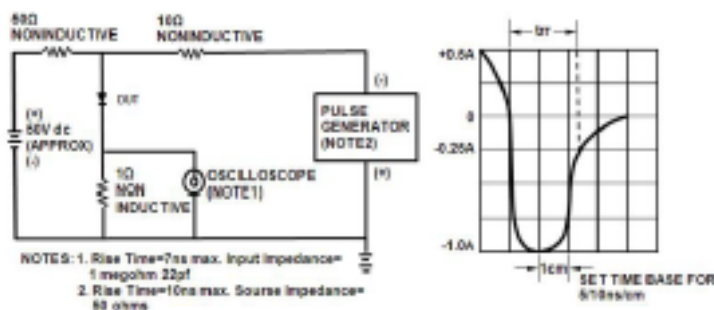 50Ω
NONINDUCTIVE
10Ω
NONINDUCTIVE
DUT
(+)
50V dc
(APPROX)
(-)
1Ω
NON
INDUCTIVE
OSCILLOSCOPE
(NOTE1)
(-)
PULSE
GENERATOR
(NOTE2)
(+)
NOTES: 1. Rise Time=7ns max. Input Impedance=
1 megohm 22pf
2. Rise Time=10ns max. Sourse Impedance=
50 ohms
trr
+0.5A
0
-0.25A
-1.0A
1cm
SET TIME BASE FOR
5/10ns/cm